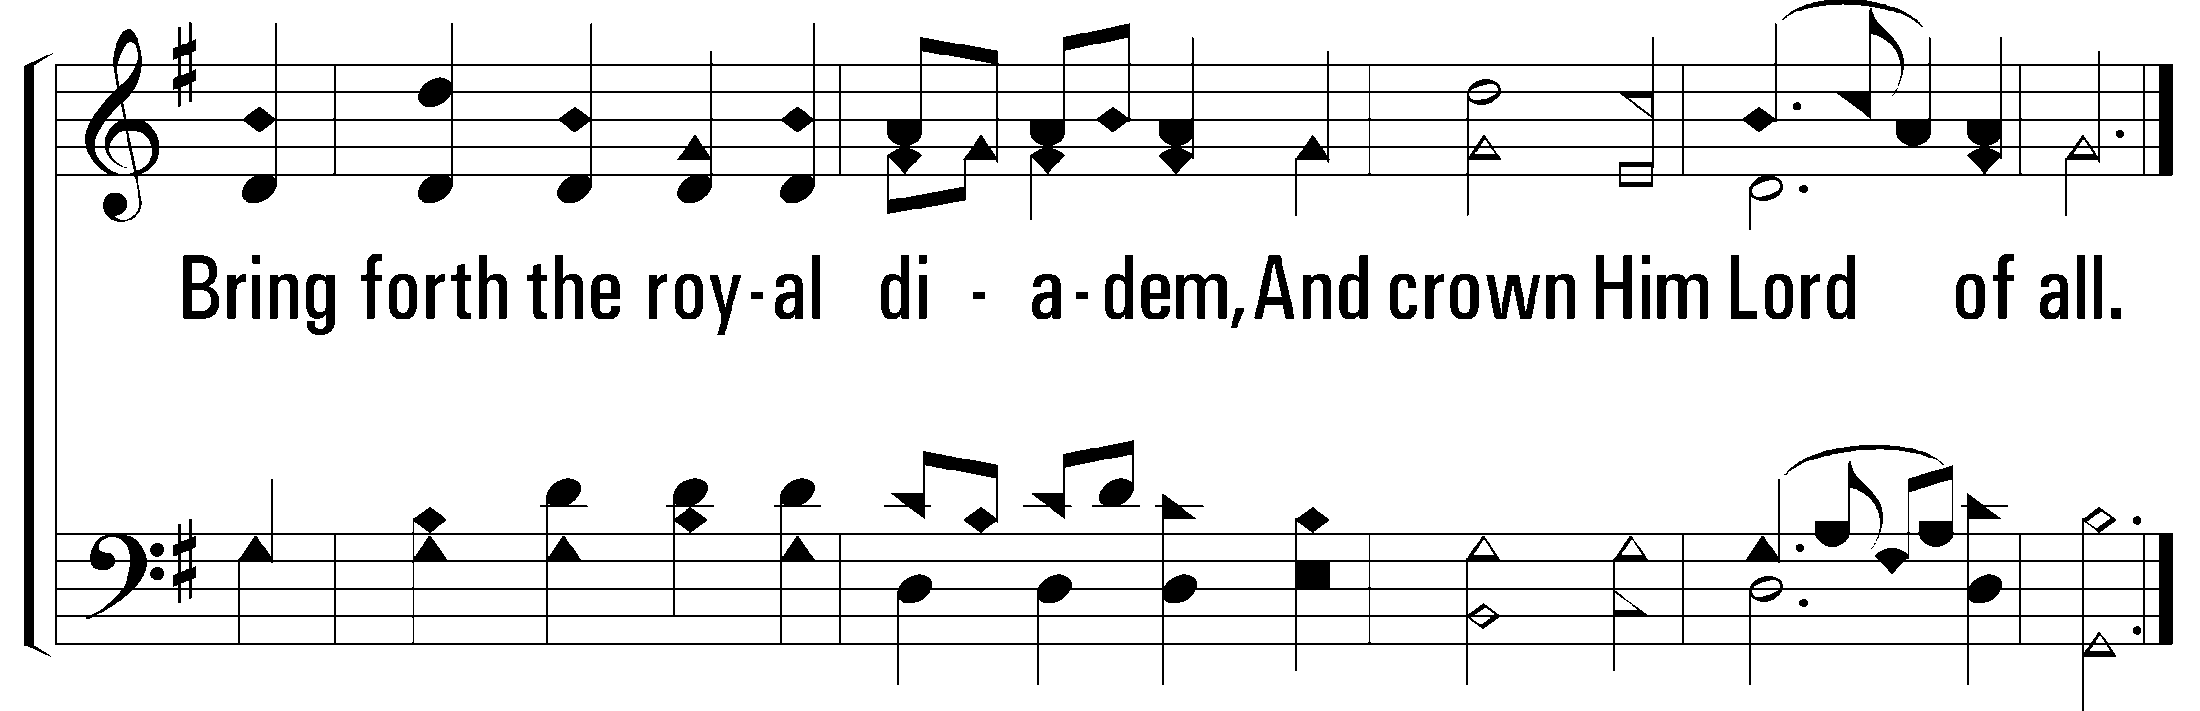 Bring forth the roy-al di - a-dem, And crown Him Lord of all.